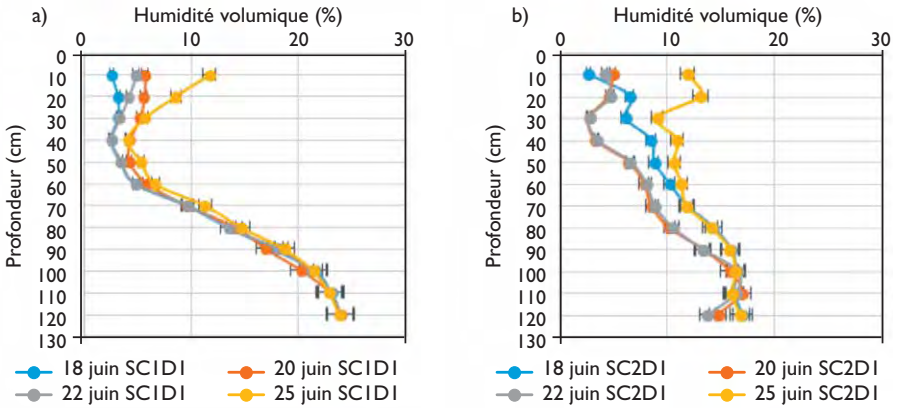 a)
Humidité volumique (%)
0 10 20 30
Profondeur (cm)
0
10
20
30
40
50
60
70
80
90
100
110
120
130
18 juin SC1D1
20 juin SC1D1
22 juin SC1D1
25 juin SC1D1
b)
Humidité volumique (%)
0 10 20 30
Profondeur (cm)
0
10
20
30
40
50
60
70
80
90
100
110
120
130
18 juin SC2D1
20 juin SC2D1
22 juin SC2D1
25 juin SC2D1